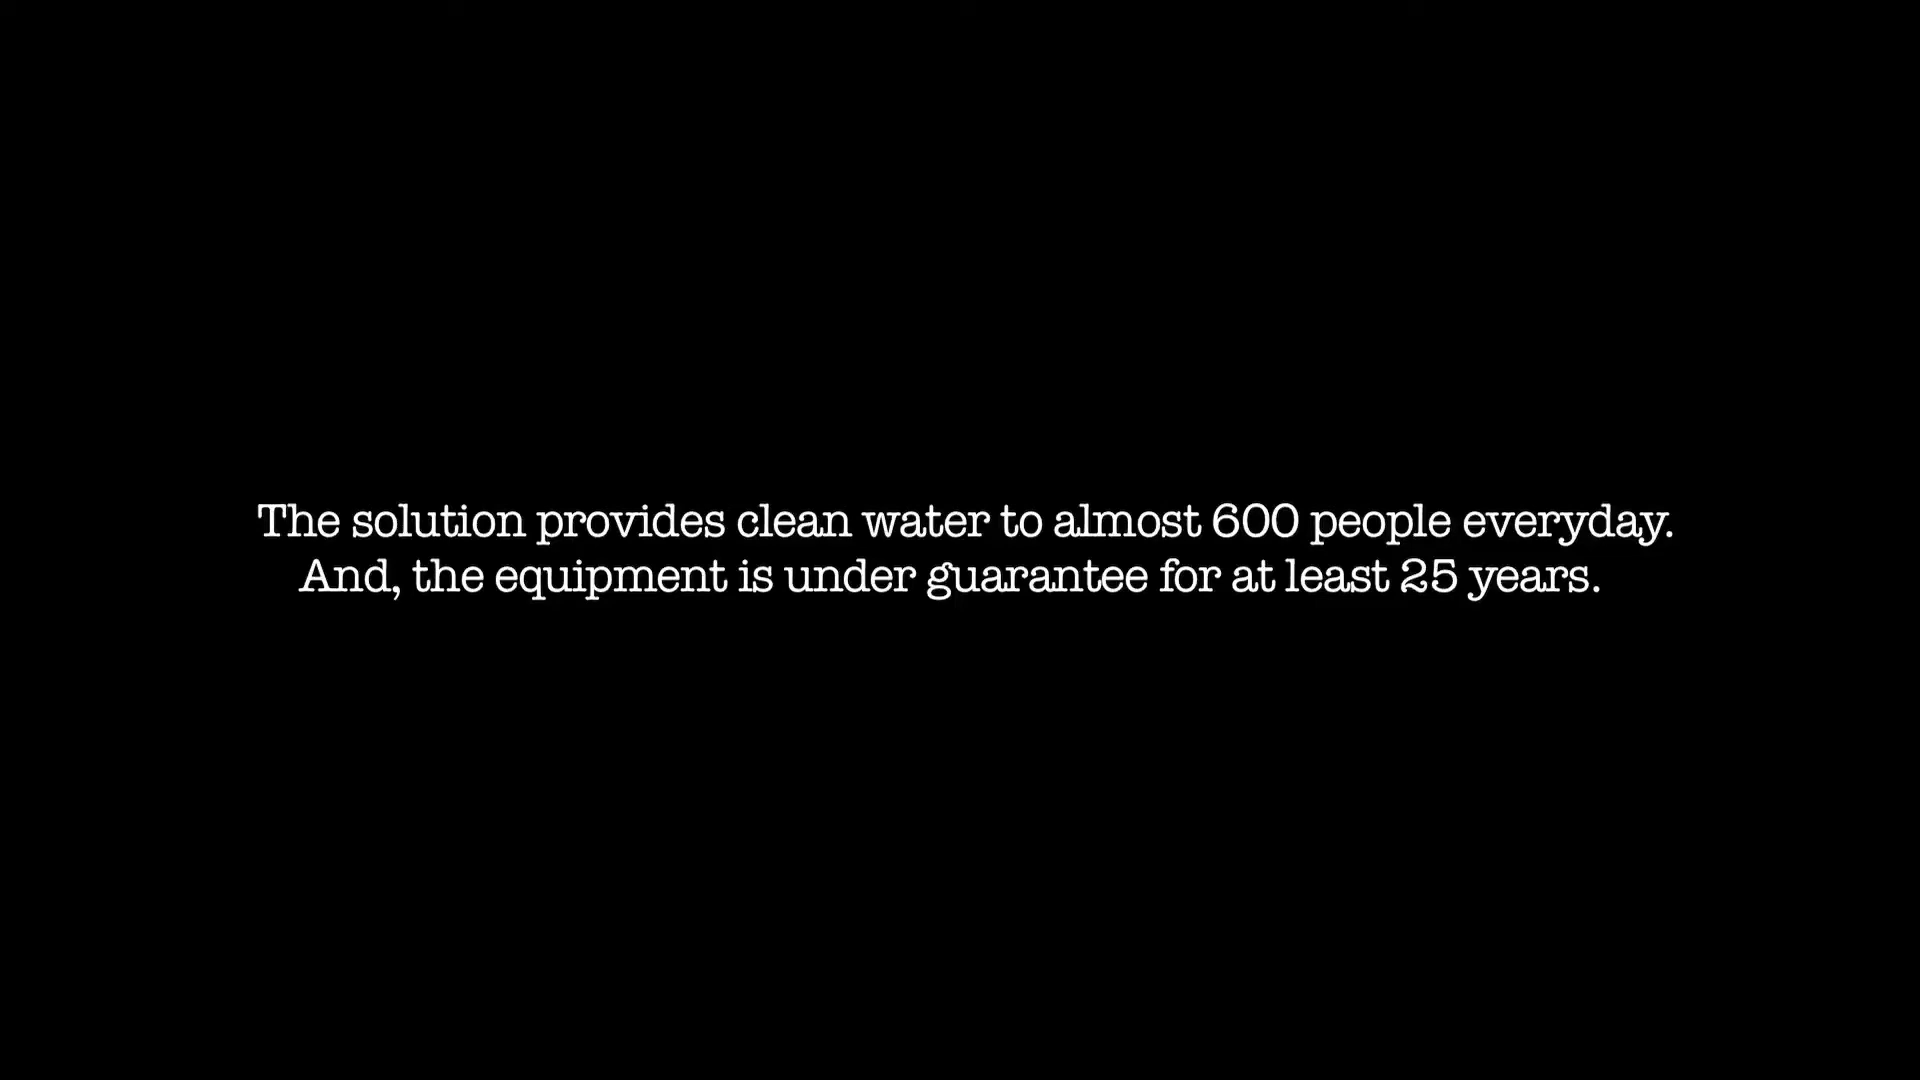 The solution provides clean water to almost 600 people everyday.
And, the equipment is under guarantee for at least 25 years.